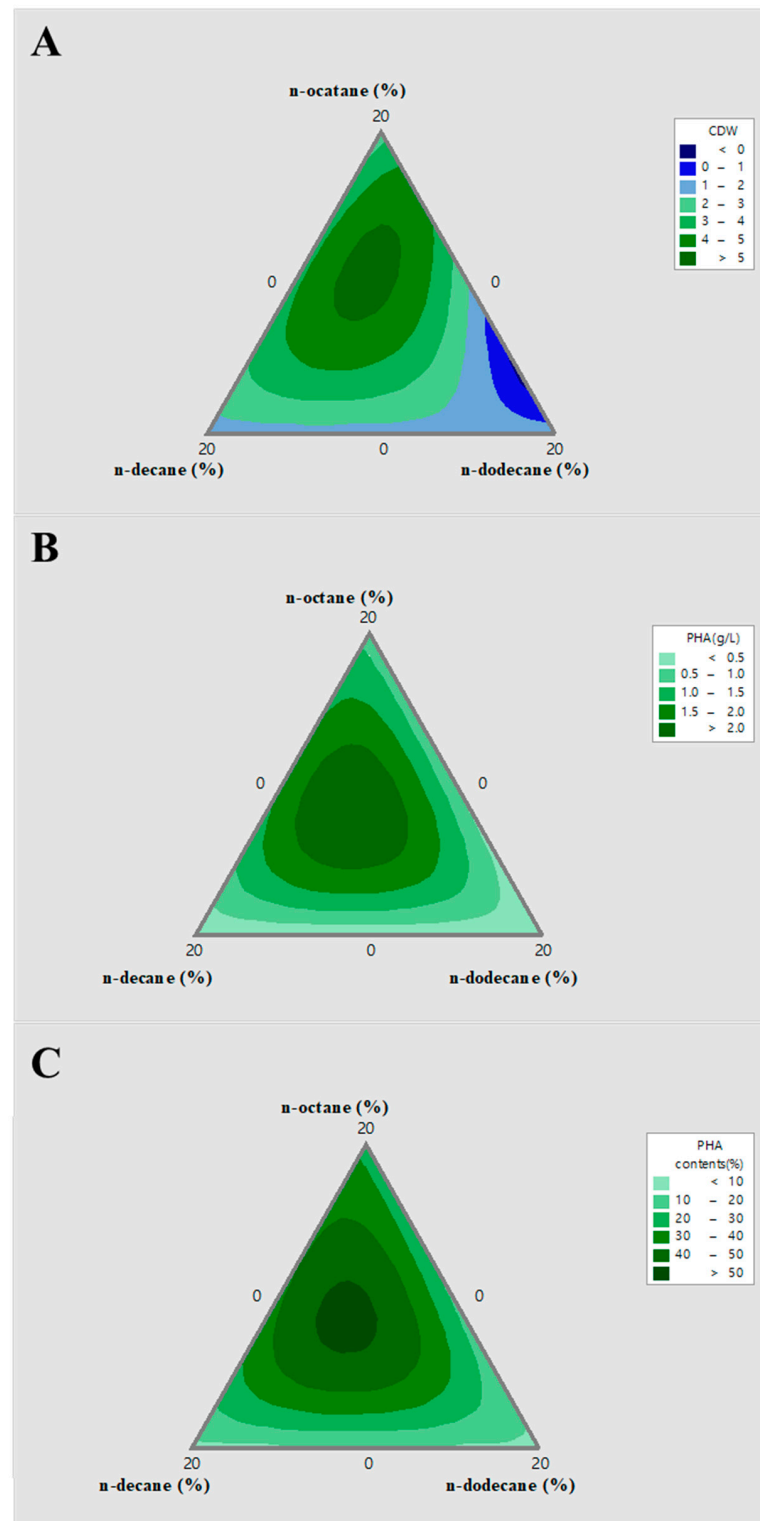 A
n-ocatane (%)
20
CDW
< 0
0 – 1
1 – 2
2 – 3
3 – 4
4 – 5
> 5
0
0
20
0
20
n-decane (%)
n-dodecane (%)
B
n-octane (%)
20
PHA(g/L)
< 0.5
0.5 – 1.0
1.0 – 1.5
1.5 – 2.0
> 2.0
0
0
20
0
20
n-decane (%)
n-dodecane (%)
C
n-octane (%)
20
PHA
contents(%)
< 10
10 – 20
20 – 30
30 – 40
40 – 50
> 50
0
0
20
0
20
n-decane (%)
n-dodecane (%)